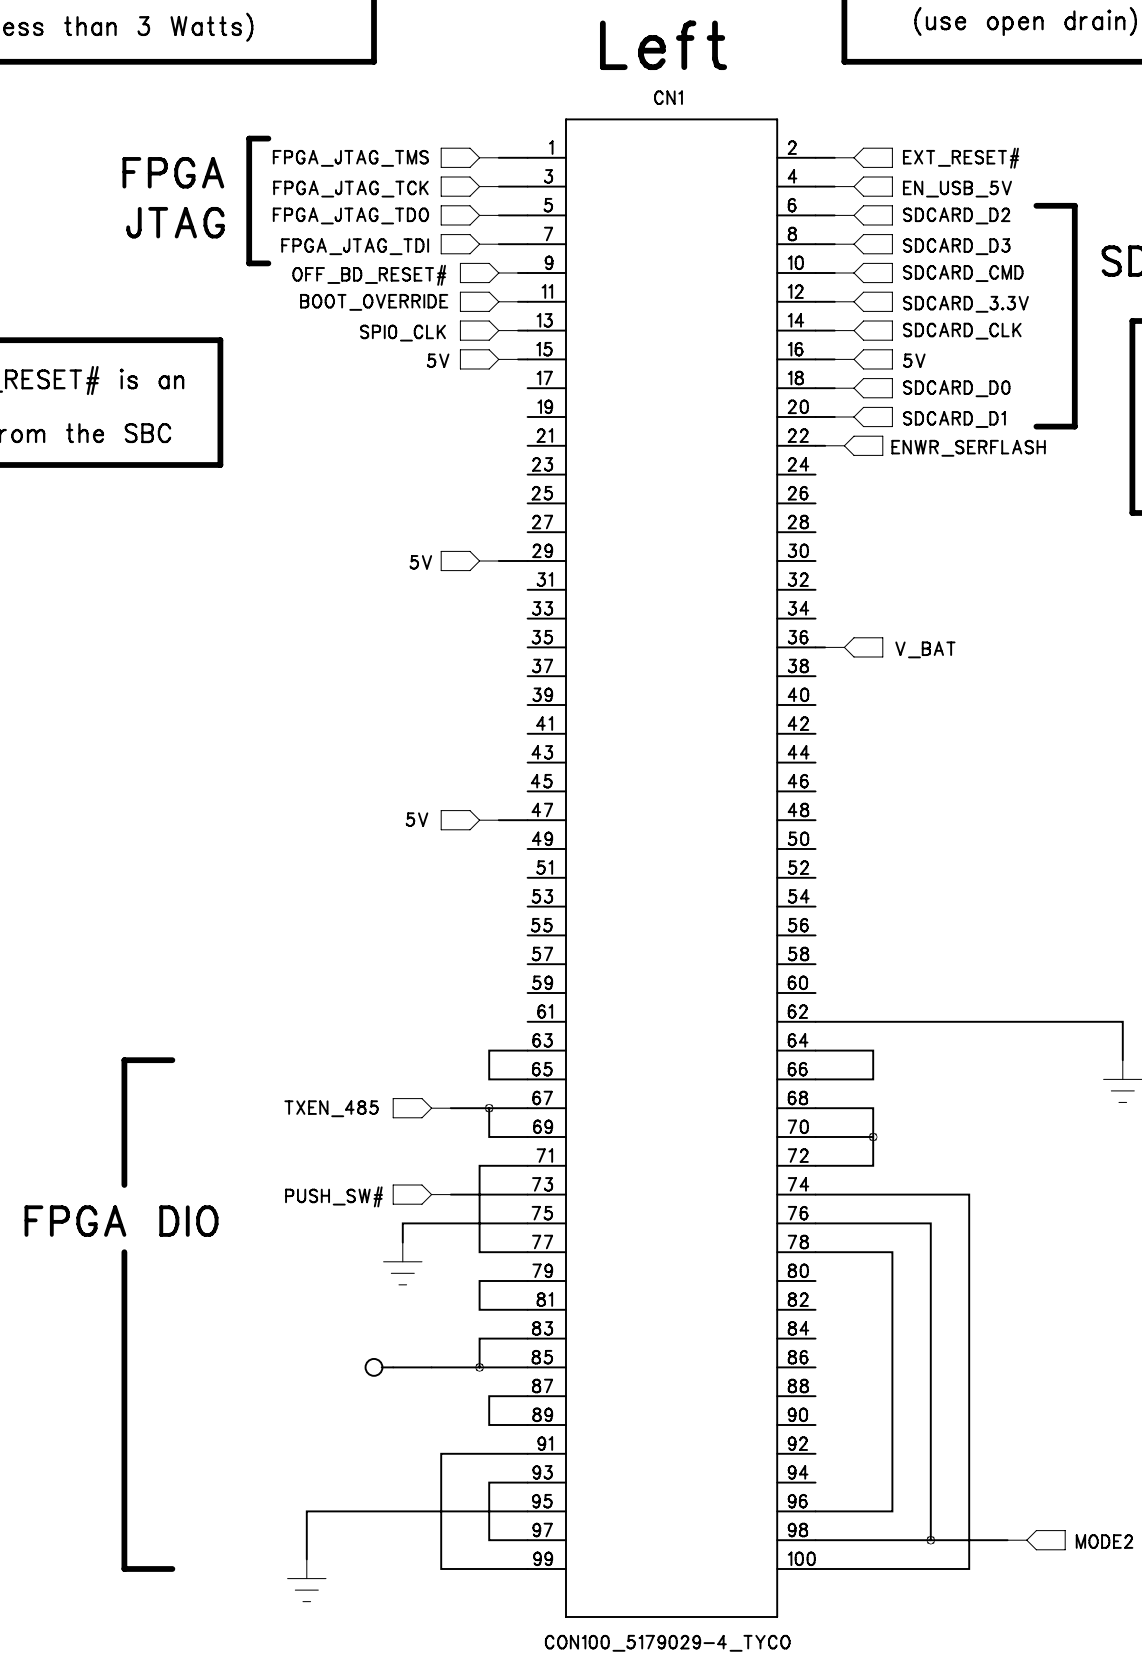 ess than 3 Watts)
Left
(use open drain)
CN1
FPGA
JTAG
FPGA_JTAG_TMS 1
FPGA_JTAG_TCK 3
FPGA_JTAG_TDO 5
FPGA_JTAG_TDI 7
OFF_BD_RESET# 9
BOOT_OVERRIDE 11
SPI0_CLK 13
5V 15
17
19
21
23
25
27
5V 29
31
33
35
37
39
41
43
45
5V 47
49
51
53
55
57
59
61
63
65
TXEN_485 67
69
71
PUSH_SW# 73
75
77
79
81
83
85
87
89
91
93
95
97
99
_RESET# is an
rom the SBC
FPGA DIO
2 EXT_RESET#
4 EN_USB_5V
6 SDCARD_D2
8 SDCARD_D3
10 SDCARD_CMD
12 SDCARD_3.3V
14 SDCARD_CLK
16 5V
18 SDCARD_D0
20 SDCARD_D1
22 ENWR_SERFLASH
24
26
28
30
32
34
36 V_BAT
38
40
42
44
46
48
50
52
54
56
58
60
62
64
66
68
70
72
74
76
78
80
82
84
86
88
90
92
94
96
98 MODE2
100
SD
CON100_5179029-4_TYCO